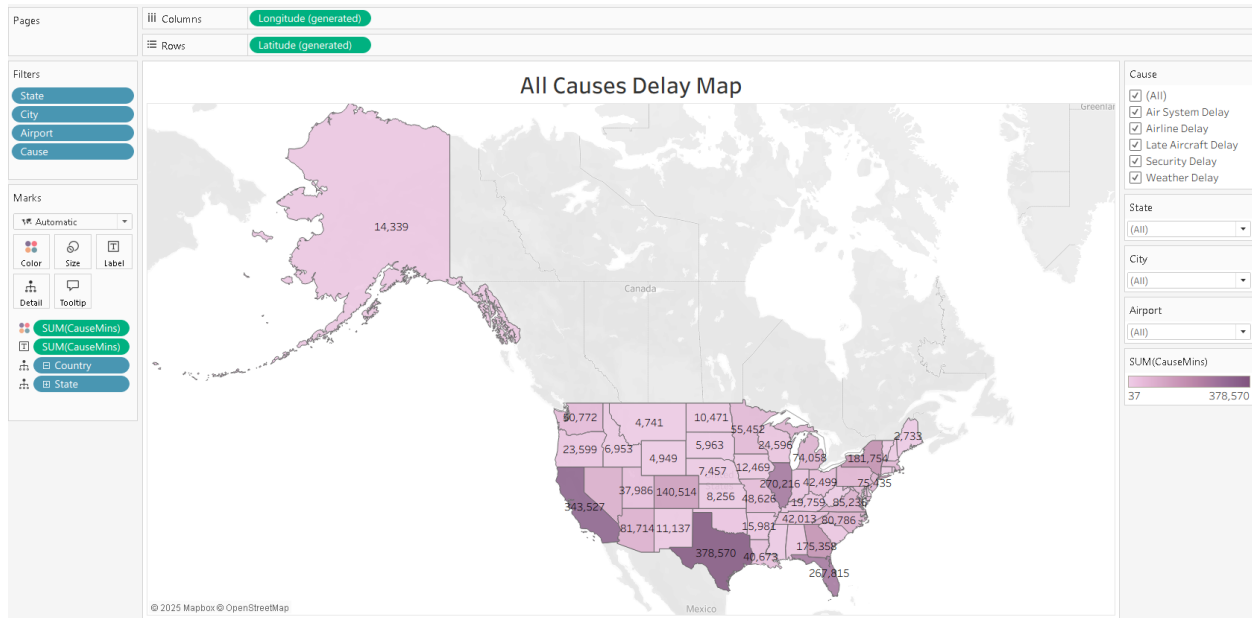 Pages
Columns
Longitude (generated)
Rows
Latitude (generated)
Filters
State
City
Airport
Cause
Marks
Automatic
Color
Size
Label
Detail
Tooltip
SUM(CauseMins)
SUM(CauseMins)
Country
State
All Causes Delay Map
Canada
Mexico
14,339
4,741
10,471
55,452
2,733
23,599
6,953
5,963
24,596
74,058
181,754
4,949
7,457
12,469
270,216
42,499
75,435
343,527
37,986
140,514
8,256
48,626
19,759
85,236
81,714
11,137
15,981
42,013
80,786
378,570
40,673
175,358
267,815
© 2025 Mapbox © OpenStreetMap
Cause
(All)
Air System Delay
Airline Delay
Late Aircraft Delay
Security Delay
Weather Delay
State
(All)
City
(All)
Airport
(All)
SUM(CauseMins)
37 378,570